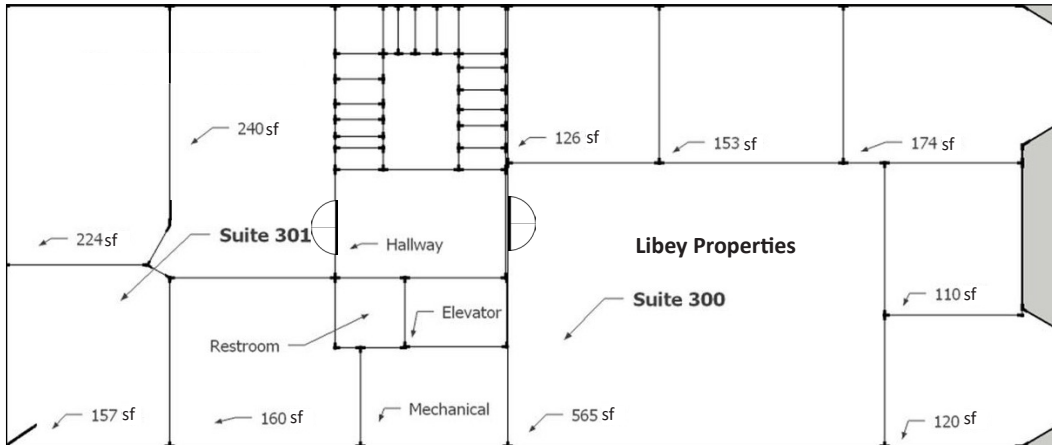 240 sf
126 sf
153 sf
174 sf
224 sf
Suite 301
Hallway
Libey Properties
Suite 300
110 sf
Elevator
Restroom
157 sf
160 sf
Mechanical
565 sf
120 sf